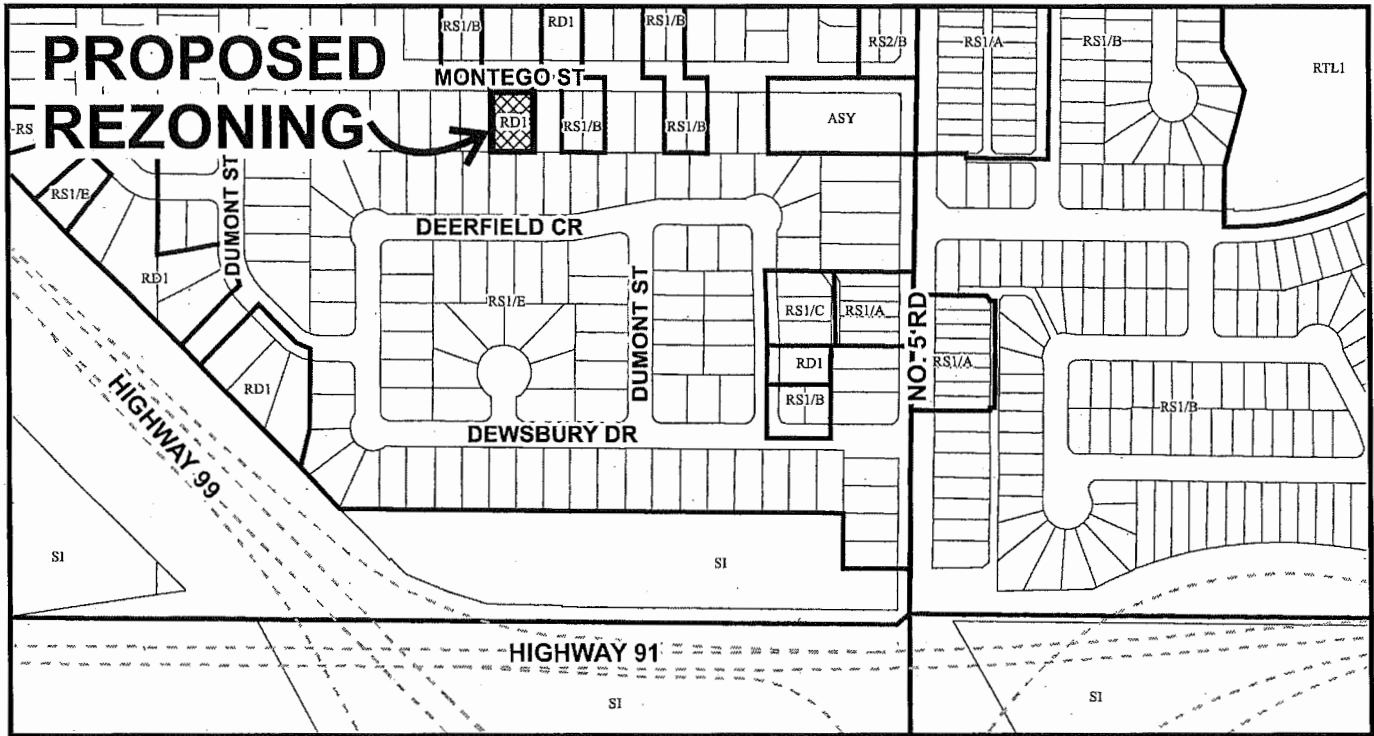 RS1/B
RD1
RS1/B
RS2/B
RS1/A
RS1/B
RTL1
PROPOSED
REZONING
MONTEGO ST
RD1
RS1/B
RS1/B
ASY
-RS
RS1/E
DUMONT ST
DEERFIELD CR
RD1
RS1/E
DUMONT ST
RS1/C
RS1/A
NO. 5 RD
RD1
RS1/A
RD1
RS1/B
RS1/B
HIGHWAY 99
DEWSBURY DR
SI
SI
HIGHWAY 91
SI
SI